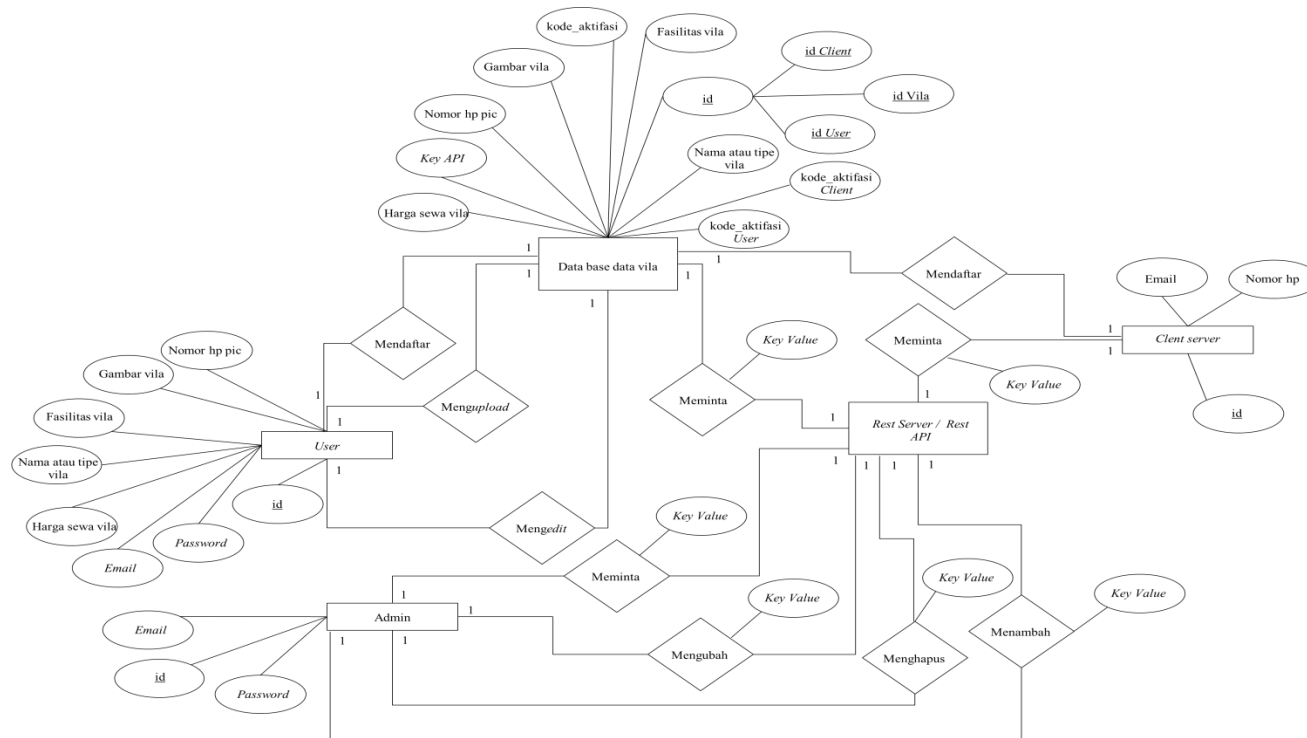 kode_aktifasi
Fasilitas vila
id Client
Gambar vila
id
id Vila
Nomor hp pic
id User
Key API
Nama atau tipe
vila
kode_aktifasi
Client
Harga sewa vila
kode_aktifasi
User
1
1
1
1
1
1
Data base data vila
Mendaftar
Email
Nomor hp
Nomor hp pic
Mendaftar
Key Value
Meminta
1
1
Clent server
Gambar vila
Meminta
Key Value
1
Fasilitas vila
1
1
Mengupload
1
Rest Server / Rest
API
id
User
Nama atau tipe
vila
1
1
1
1
1
1
id
Key Value
Harga sewa vila
Password
Mengedit
Email
Meminta
Key Value
Key Value
Key Value
1
Email
Admin
1
Menambah
1
1
Mengubah
Menghapus
1
1
id
Password